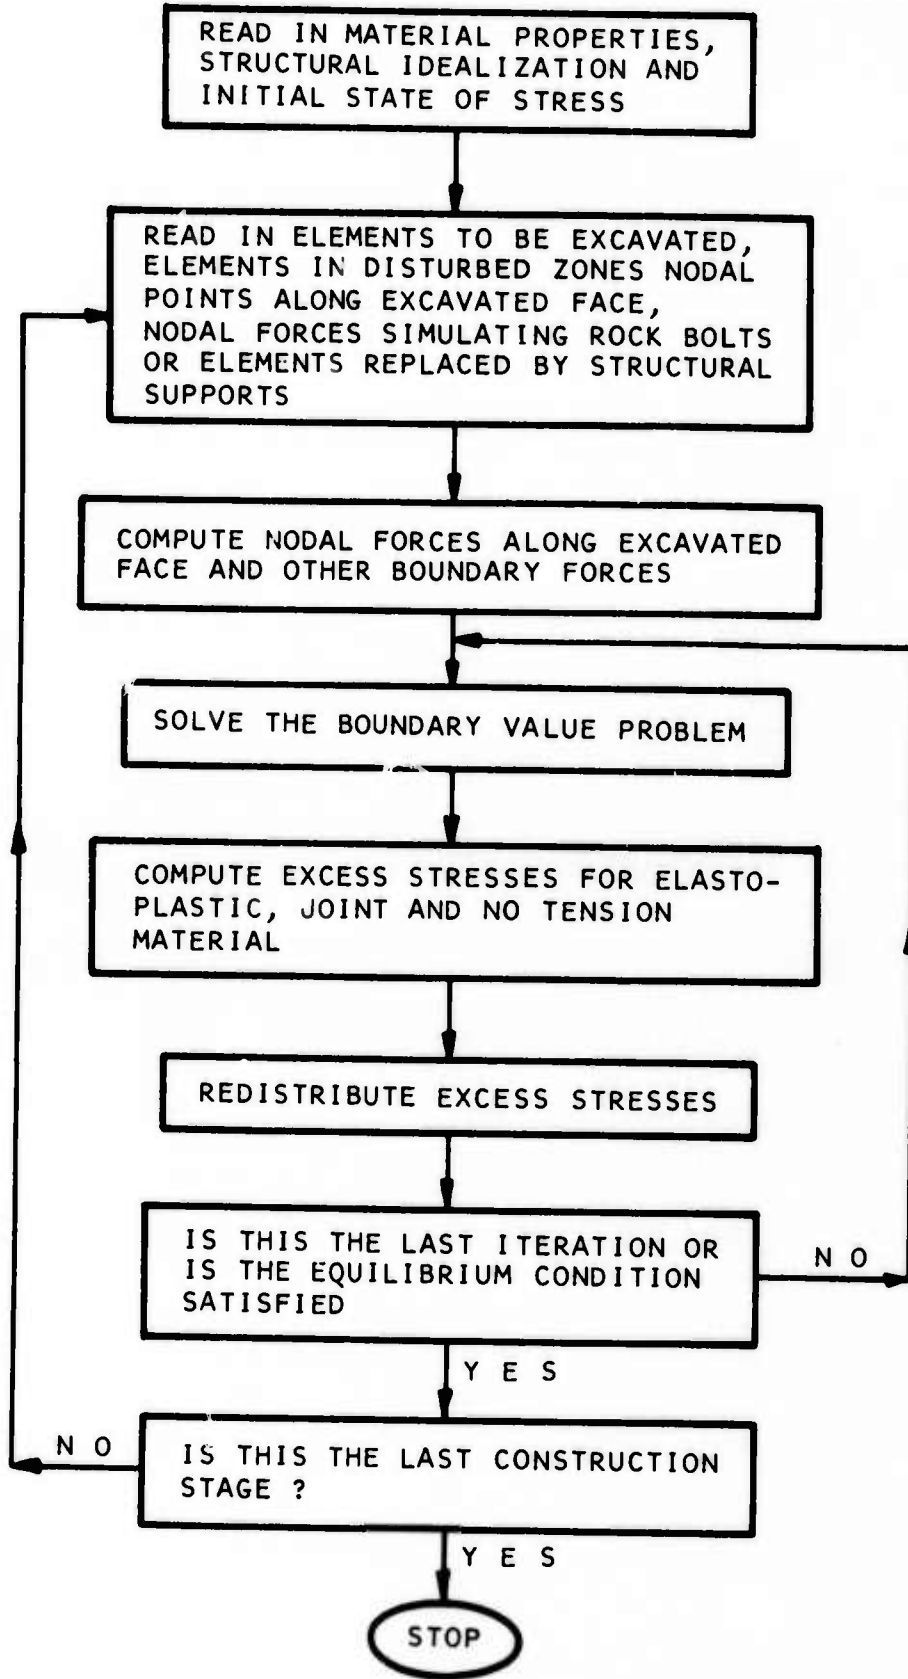 READ IN MATERIAL PROPERTIES,
STRUCTURAL IDEALIZATION AND
INITIAL STATE OF STRESS
READ IN ELEMENTS TO BE EXCAVATED,
ELEMENTS IN DISTURBED ZONES NODAL
POINTS ALONG EXCAVATED FACE,
NODAL FORCES SIMULATING ROCK BOLTS
OR ELEMENTS REPLACED BY STRUCTURAL
SUPPORTS
COMPUTE NODAL FORCES ALONG EXCAVATED
FACE AND OTHER BOUNDARY FORCES
SOLVE THE BOUNDARY VALUE PROBLEM
COMPUTE EXCESS STRESSES FOR ELASTO-
PLASTIC, JOINT AND NO TENSION
MATERIAL
REDISTRIBUTE EXCESS STRESSES
IS THIS THE LAST ITERATION OR
IS THE EQUILIBRIUM CONDITION
SATISFIED
NO
YES
IS THIS THE LAST CONSTRUCTION
STAGE ?
NO
YES
STOP